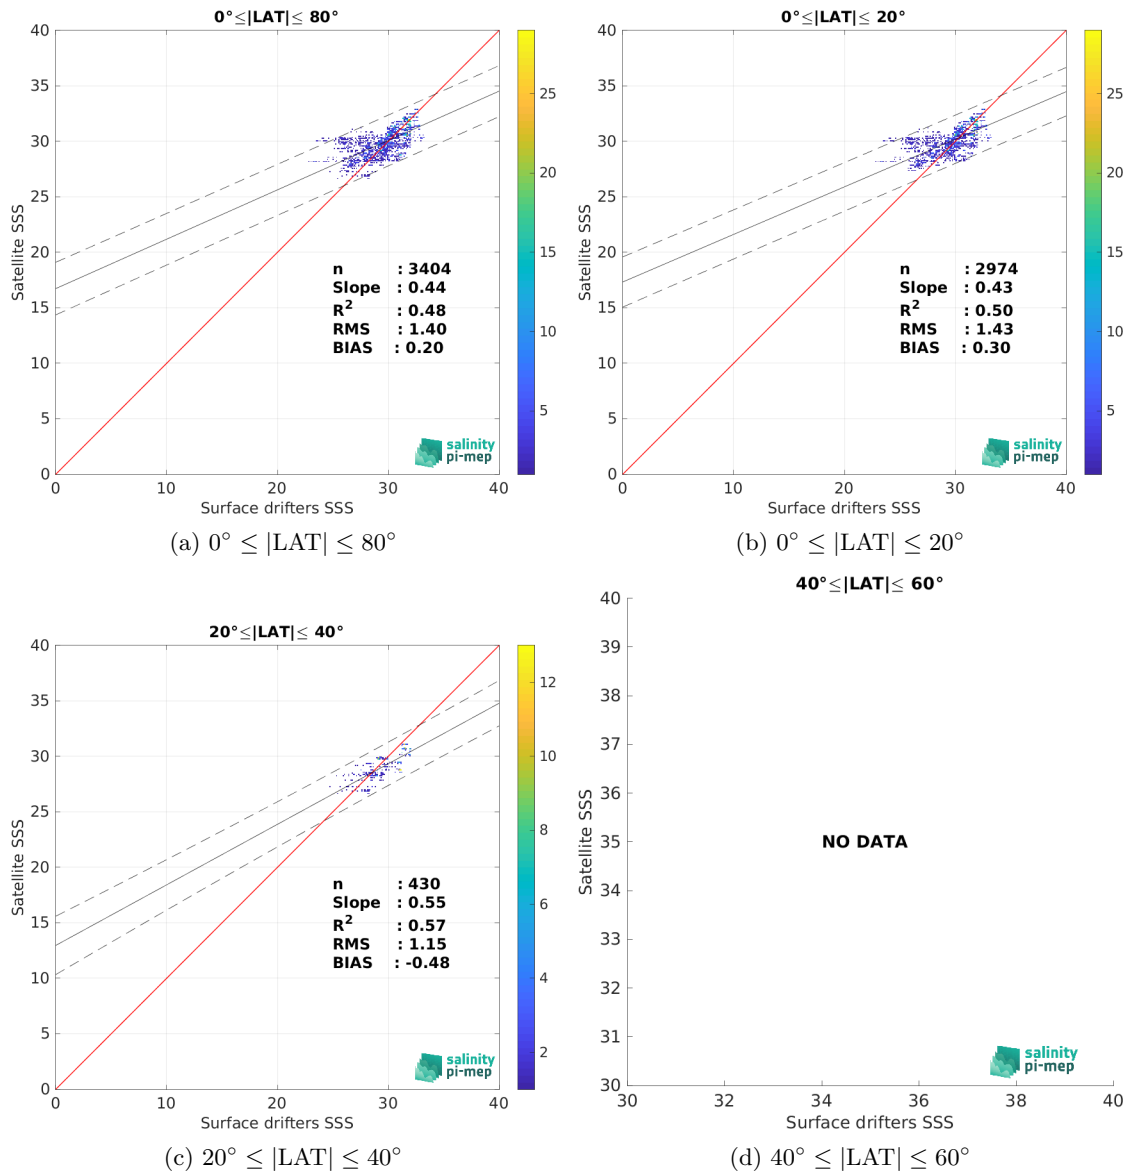 0°≤|LAT|≤ 80°
40
35
30
25
20
15
10
5
0
0
10
20
30
40
Satellite SSS
Surface drifters SSS
n : 3404
Slope : 0.44
R² : 0.48
RMS : 1.40
BIAS : 0.20
salinity
pi-mep
25
20
15
10
5
(a) 0° ≤ |LAT| ≤ 80°
0°≤|LAT|≤ 20°
40
35
30
25
20
15
10
5
0
0
10
20
30
40
Satellite SSS
Surface drifters SSS
n : 2974
Slope : 0.43
R² : 0.50
RMS : 1.43
BIAS : 0.30
salinity
pi-mep
25
20
15
10
5
(b) 0° ≤ |LAT| ≤ 20°
20°≤|LAT|≤ 40°
40
35
30
25
20
15
10
5
0
0
10
20
30
40
Satellite SSS
Surface drifters SSS
n : 430
Slope : 0.55
R² : 0.57
RMS : 1.15
BIAS : -0.48
salinity
pi-mep
12
10
8
6
4
2
(c) 20° ≤ |LAT| ≤ 40°
40°≤|LAT|≤ 60°
40
39
38
37
36
35
34
33
32
31
30
30
32
34
36
38
40
Satellite SSS
Surface drifters SSS
NO DATA
salinity
pi-mep
(d) 40° ≤ |LAT| ≤ 60°